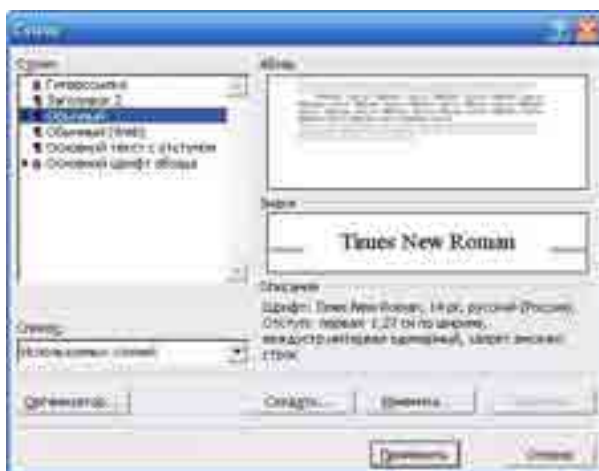 Стиль
Стили:
Гиперссылка
Заголовок 2
Обычный
Обычный (Web)
Основной текст с отступом
Основной шрифт абзаца
Абзац
Знаки
Times New Roman
Описание
Шрифт: Times New Roman, 14 pt, русский (Россия),
Отступ: первая 1,27 см по ширине,
междустр.интервал одинарный, запрет висячих
строк
Список:
Используемых стилей
Организатор...
Создать...
Изменить...
Применить
Отмена